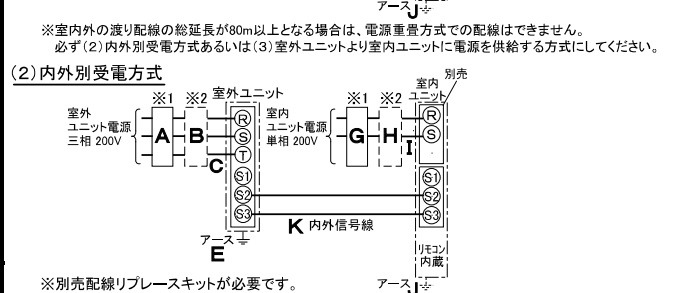 アース J
※室内外の渡り配線の総延長が80m以上となる場合は、電源重畳方式での配線はできません。
必ず(2)内外別受電方式あるいは(3)室外ユニットより室内ユニットに電源を供給する方式にしてください。
(2)内外別受電方式
室外
ユニット電源
三相 200V
※1 ※2
A B
C
室外ユニット
R
S
T
S1
S2
S3
アース
E
室内
ユニット電源
単相 200V
※1 ※2
G H
I
室内
ユニット
別売
R
S
S1
S2
S3
K 内外信号線
リモコン
内蔵
※別売配線リプレースキットが必要です。
アース J